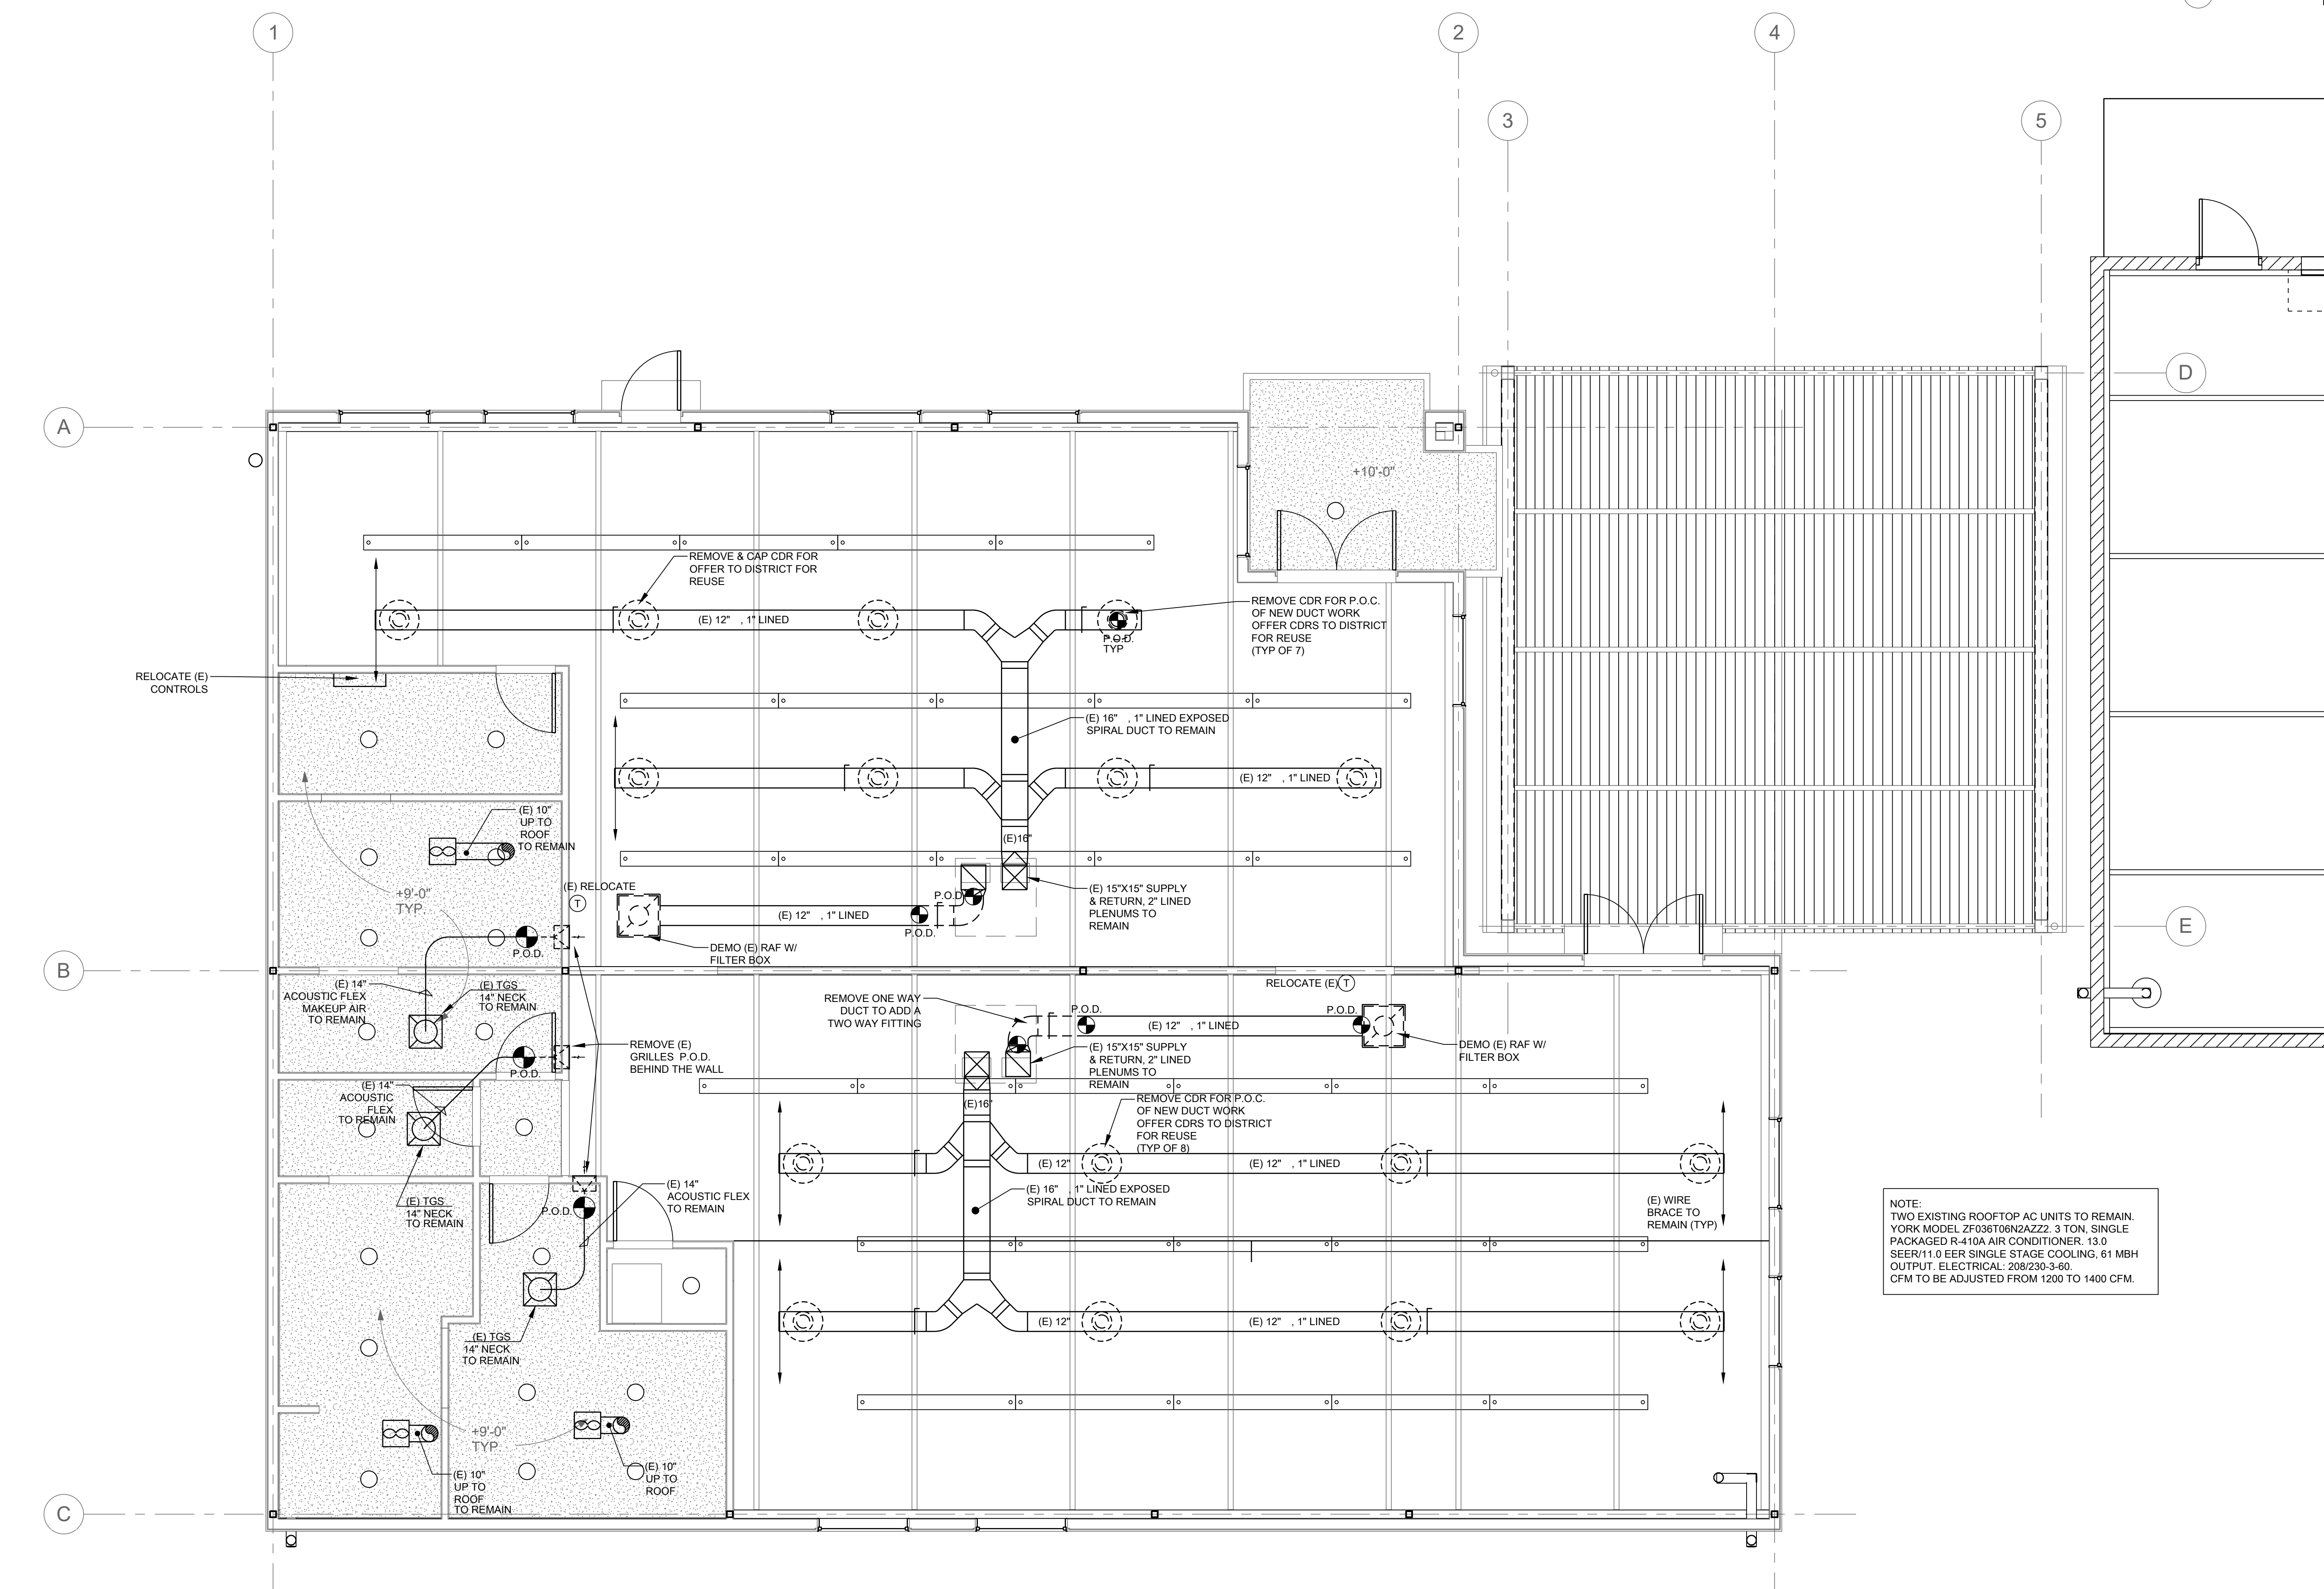 1
2
4
3
5
D
A
+10'-0"
REMOVE & CAP CDR FOR
OFFER TO DISTRICT FOR
REUSE
REMOVE CDR FOR P.O.C.
OF NEW DUCT WORK
OFFER CDRS TO DISTRICT
FOR REUSE
(TYP OF 7)
(E) 12" , 1" LINED
P.O.D.
TYP
RELOCATE (E)
CONTROLS
(E) 16" , 1" LINED EXPOSED
SPIRAL DUCT TO REMAIN
(E) 12" , 1" LINED
(E) 10"
UP TO
ROOF
TO REMAIN
(E)16"
+9'-0"
TYP.
(E) RELOCATE
T
P.O.D.
(E) 15"X15" SUPPLY
& RETURN, 2" LINED
PLENUMS TO
REMAIN
(E) 12" , 1" LINED
P.O.D.
E
P.O.D.
DEMO (E) RAF W/
FILTER BOX
B
(E) 14"
ACOUSTIC FLEX
MAKEUP AIR
TO REMAIN
(E) TGS
14" NECK
TO REMAIN
REMOVE ONE WAY
DUCT TO ADD A
TWO WAY FITTING
RELOCATE (E)
T
P.O.D.
P.O.D.
(E) 12" , 1" LINED
REMOVE (E)
GRILLES P.O.D.
BEHIND THE WALL
(E) 15"X15" SUPPLY
& RETURN, 2" LINED
PLENUMS TO
REMAIN
DEMO (E) RAF W/
FILTER BOX
P.O.D.
(E) 14"
ACOUSTIC
FLEX
TO REMAIN
(E)16"
REMOVE CDR FOR P.O.C.
OF NEW DUCT WORK
OFFER CDRS TO DISTRICT
FOR REUSE
(TYP OF 8)
(E) 12"
(E) 12" , 1" LINED
(E) TGS
14" NECK
TO REMAIN
P.O.D.
(E) 14"
ACOUSTIC FLEX
TO REMAIN
(E) 16" , 1" LINED EXPOSED
SPIRAL DUCT TO REMAIN
(E) WIRE
BRACE TO
REMAIN (TYP)
NOTE:
TWO EXISTING ROOFTOP AC UNITS TO REMAIN.
YORK MODEL ZF036T06N2AZZ2. 3 TON, SINGLE
PACKAGED R-410A AIR CONDITIONER. 13.0
SEER/11.0 EER SINGLE STAGE COOLING, 61 MBH
OUTPUT. ELECTRICAL: 208/230-3-60.
CFM TO BE ADJUSTED FROM 1200 TO 1400 CFM.
(E) TGS
14" NECK
TO REMAIN
(E) 12"
(E) 12" , 1" LINED
+9'-0"
TYP.
(E) 10"
UP TO
ROOF
TO REMAIN
(E) 10"
UP TO
ROOF
C